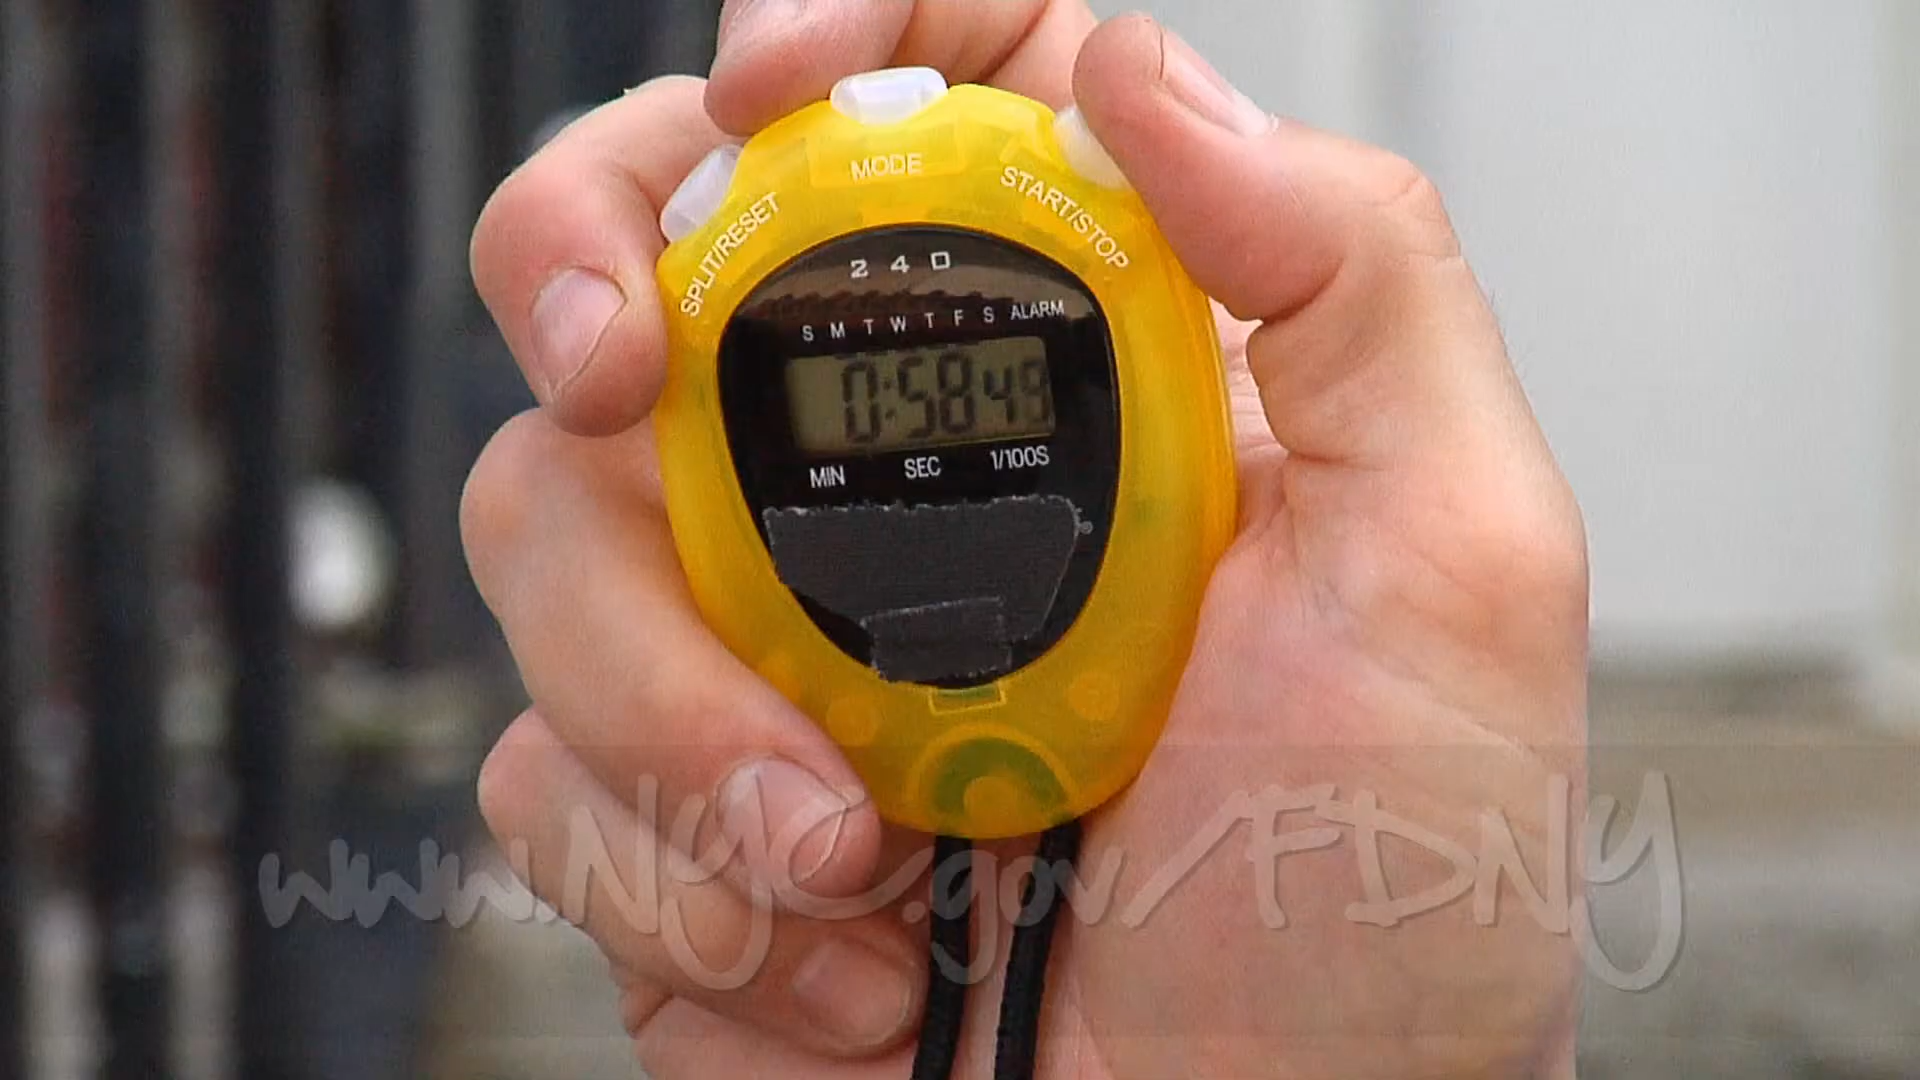 MODE
SPLIT/RESET
START/STOP
240
S M T W T F S ALARM
0:58 49
MIN SEC 1/100S
www.NYC.gov/FDNY